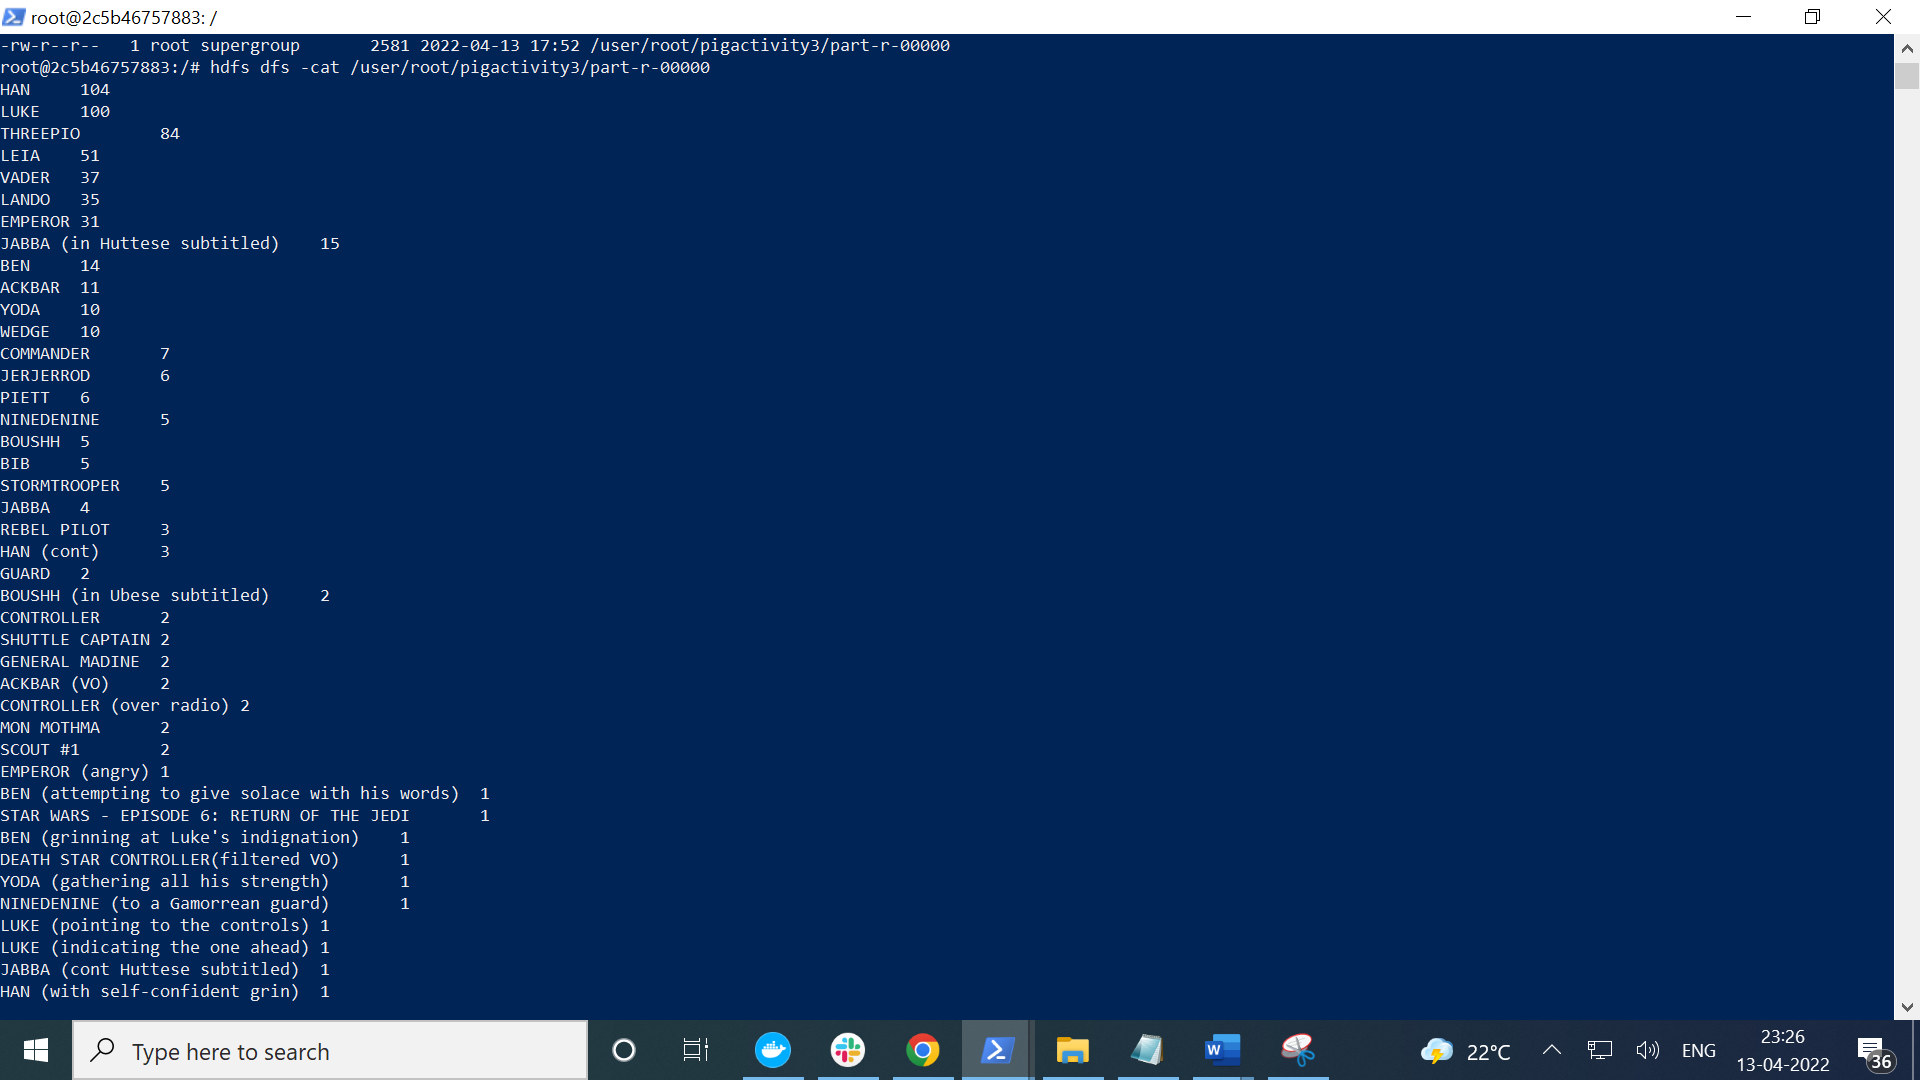 root@2c5b46757883: /
-rw-r--r--   1 root supergroup       2581 2022-04-13 17:52 /user/root/pigactivity3/part-r-00000
root@2c5b46757883:/# hdfs dfs -cat /user/root/pigactivity3/part-r-00000
HAN     104
LUKE    100
THREEPIO        84
LEIA    51
VADER   37
LANDO   35
EMPEROR 31
JABBA (in Huttese subtitled)    15
BEN     14
ACKBAR  11
YODA    10
WEDGE   10
COMMANDER       7
JERJERROD       6
PIETT   6
NINEDENINE      5
BOUSHH  5
BIB     5
STORMTROOPER    5
JABBA   4
REBEL PILOT     3
HAN (cont)      3
GUARD   2
BOUSHH (in Ubese subtitled)     2
CONTROLLER      2
SHUTTLE CAPTAIN 2
GENERAL MADINE  2
ACKBAR (VO)     2
CONTROLLER (over radio) 2
MON MOTHMA      2
SCOUT #1        2
EMPEROR (angry) 1
BEN (attempting to give solace with his words)  1
STAR WARS - EPISODE 6: RETURN OF THE JEDI       1
BEN (grinning at Luke's indignation)    1
DEATH STAR CONTROLLER(filtered VO)      1
YODA (gathering all his strength)       1
NINEDENINE (to a Gamorrean guard)       1
LUKE (pointing to the controls) 1
LUKE (indicating the one ahead) 1
JABBA (cont Huttese subtitled)  1
HAN (with self-confident grin)  1
Type here to search
W
22°C
ENG
23:26
13-04-2022
36